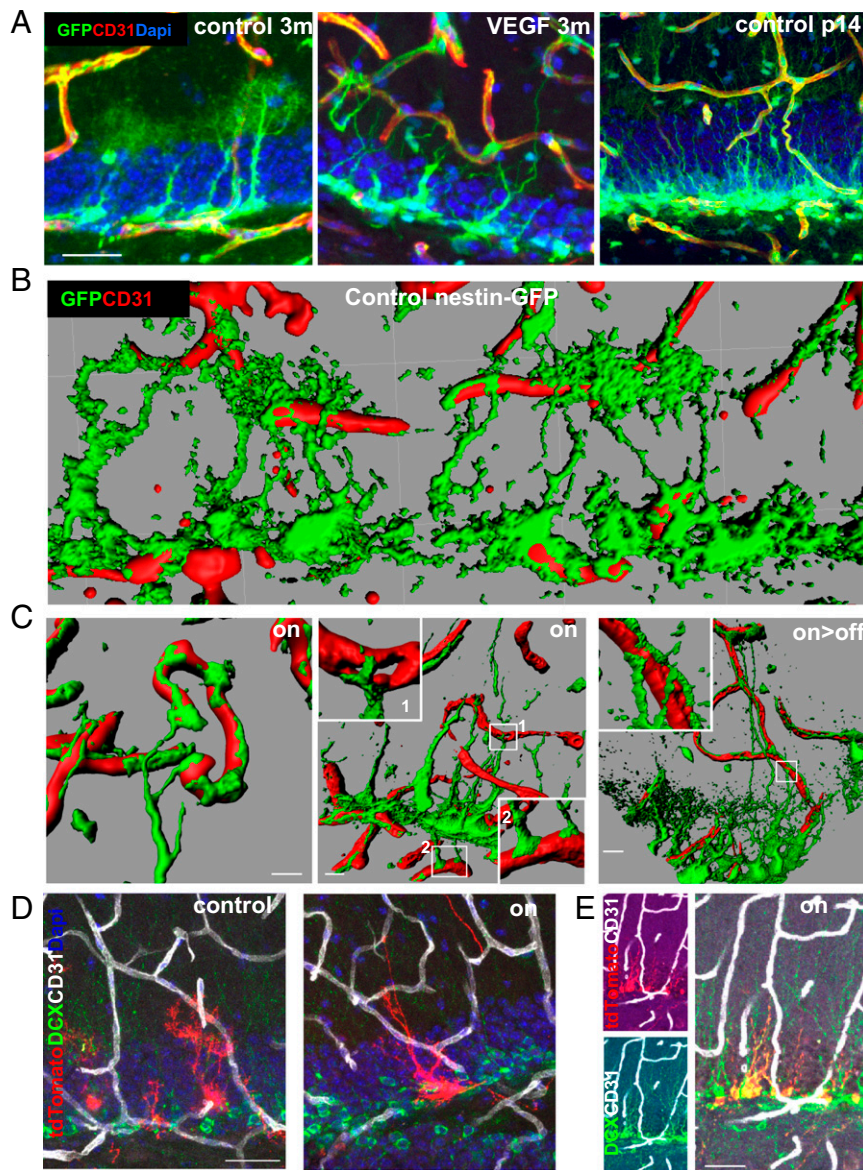 A
GFPCD31Dapi
control 3m
VEGF 3m
control p14
B
GFPCD31
Control nestin-GFP
C
on
on
on>off
1
1
2
2
D
control
on
tdTomatoDCXCD31Dapi
E
on
tdTomatoCD31
DCXCD31